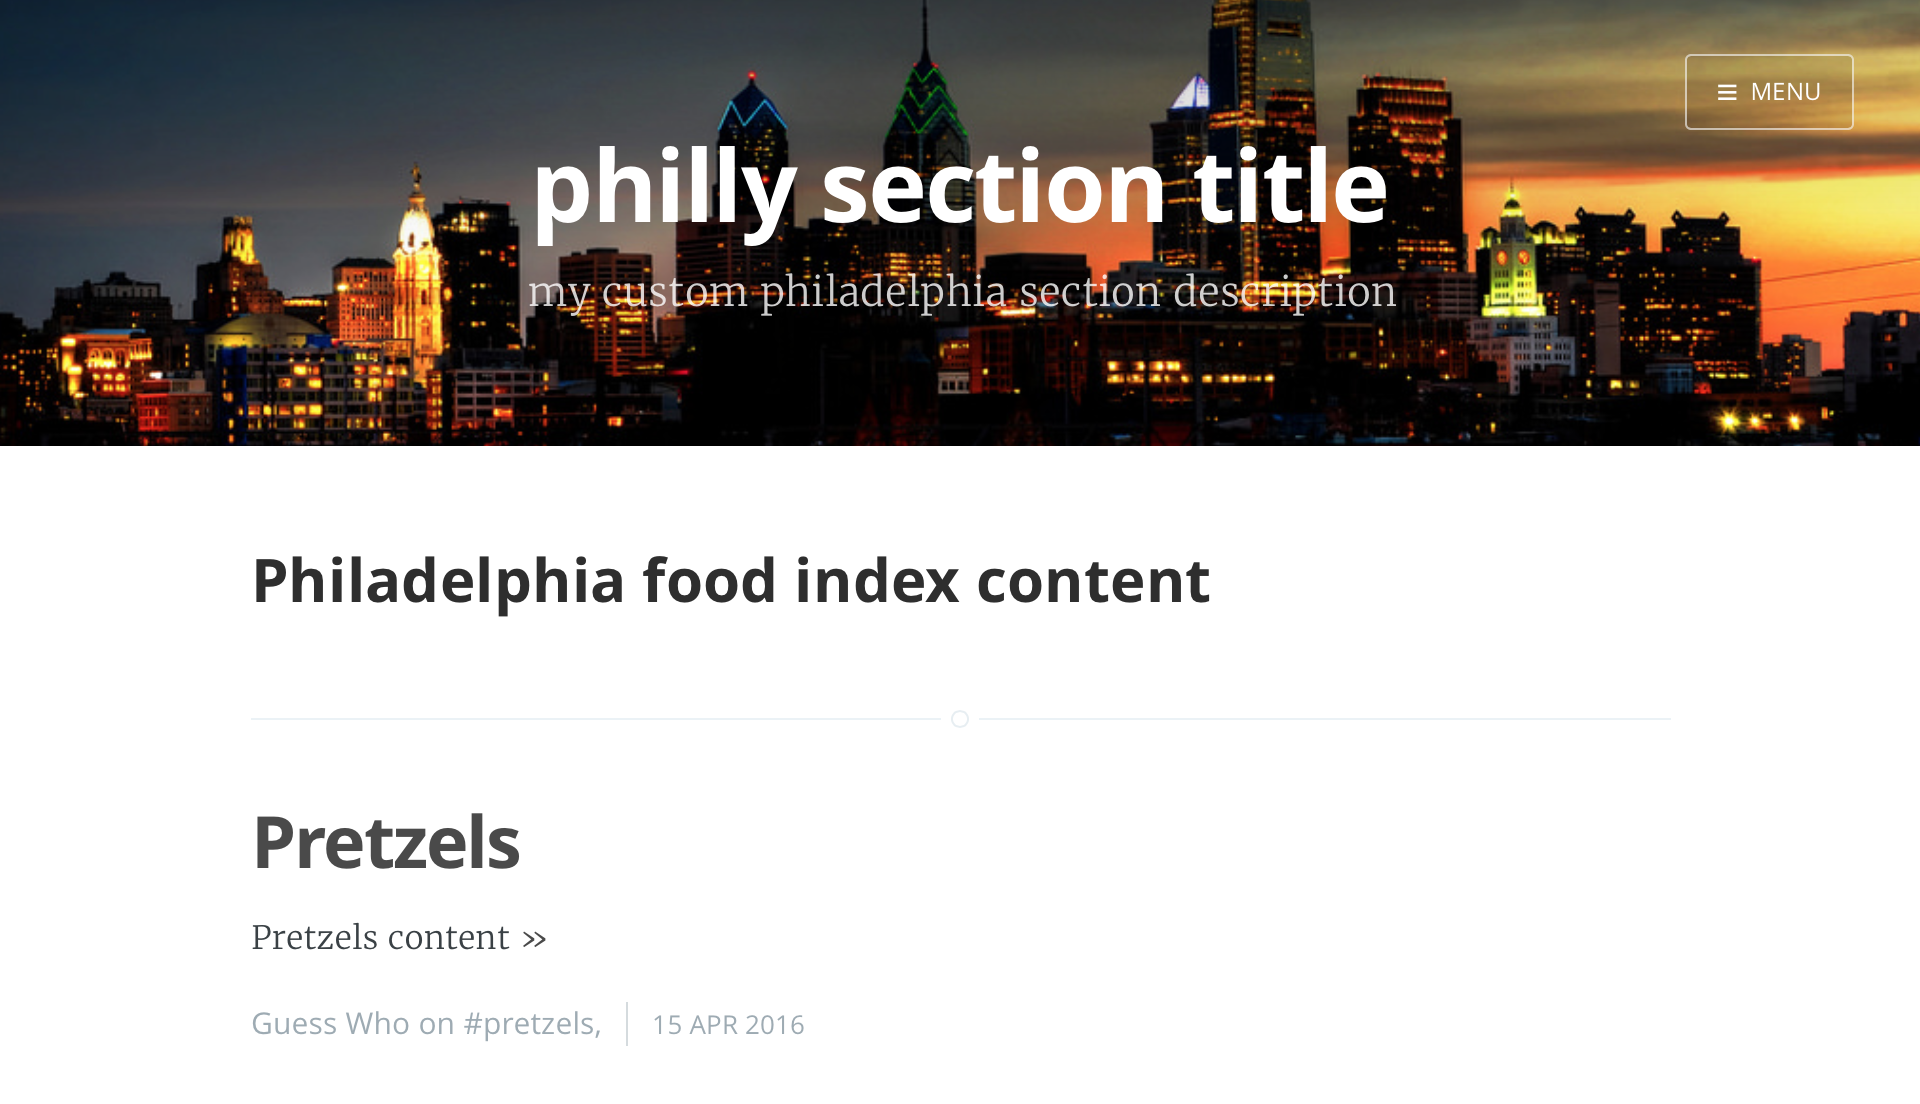 MENU
philly section title
my custom philadelphia section description
Philadelphia food index content
Pretzels
Pretzels content »
Guess Who on #pretzels, 15 APR 2016